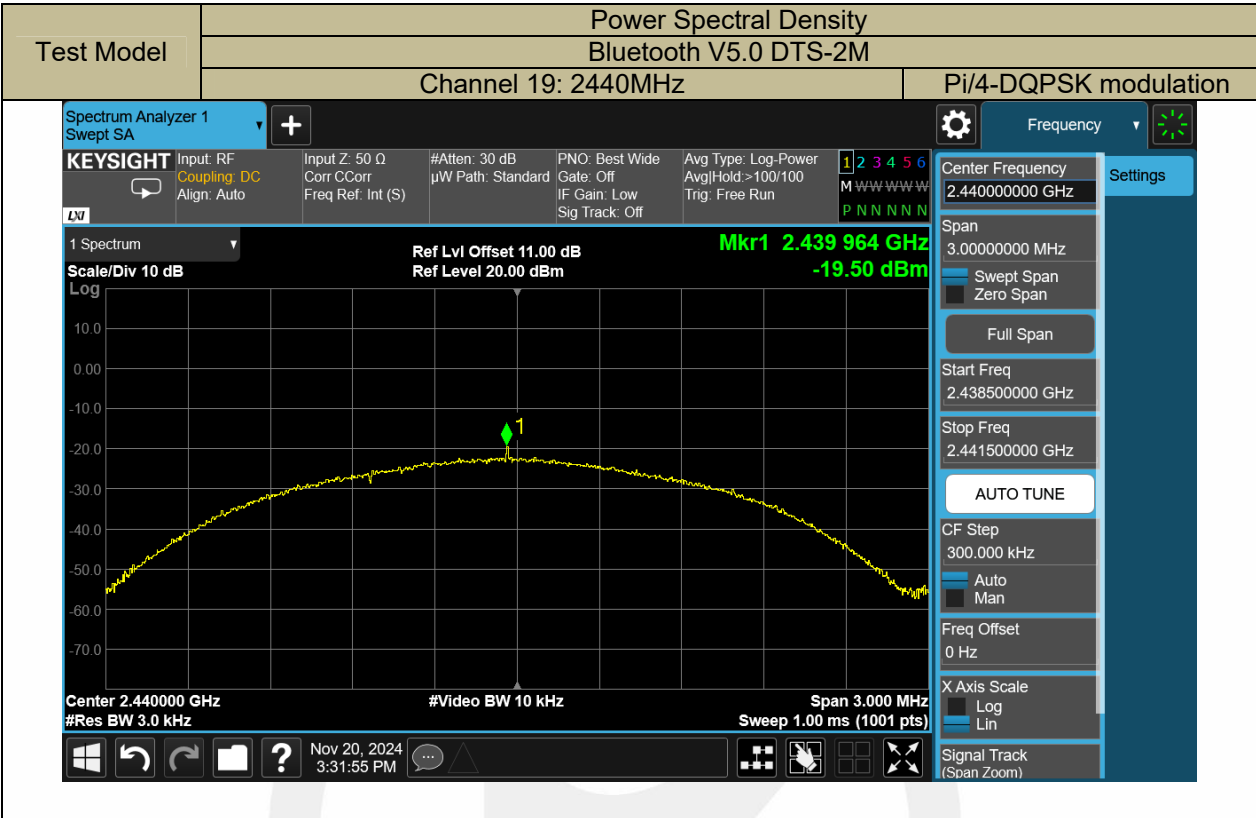 Test Model
Power Spectral Density
Bluetooth V5.0 DTS-2M
Channel 19: 2440MHz
Pi/4-DQPSK modulation
Spectrum Analyzer 1
Swept SA
Frequency
KEYSIGHT
LXI
Input: RF
Coupling: DC
Align: Auto
Input Z: 50 Ω
Corr CCorr
Freq Ref: Int (S)
#Atten: 30 dB
µW Path: Standard
PNO: Best Wide
Gate: Off
IF Gain: Low
Sig Track: Off
Avg Type: Log-Power
Avg|Hold:>100/100
Trig: Free Run
1 2 3 4 5 6
M W W W W W
P N N N N N
1 Spectrum
Scale/Div 10 dB
Log
Ref Lvl Offset 11.00 dB
Ref Level 20.00 dBm
Mkr1 2.439 964 GHz
-19.50 dBm
10.0
0.00
-10.0
-20.0
-30.0
-40.0
-50.0
-60.0
-70.0
1
Center 2.440000 GHz
#Res BW 3.0 kHz
#Video BW 10 kHz
Span 3.000 MHz
Sweep 1.00 ms (1001 pts)
Nov 20, 2024
3:31:55 PM
Center Frequency
2.440000000 GHz
Settings
Span
3.00000000 MHz
Swept Span
Zero Span
Full Span
Start Freq
2.438500000 GHz
Stop Freq
2.441500000 GHz
AUTO TUNE
CF Step
300.000 kHz
Auto
Man
Freq Offset
0 Hz
X Axis Scale
Log
Lin
Signal Track
(Span Zoom)